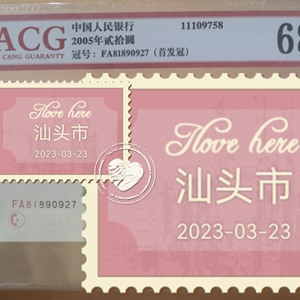 ACG
CANG GUARANTY
中国人民银行
2005年贰拾圆
冠号：FA81890927（首发冠）
11109758
68
Ilove here
汕头市
2023-03-23
Ilove here
汕头市
2023-03-23
FA81890927